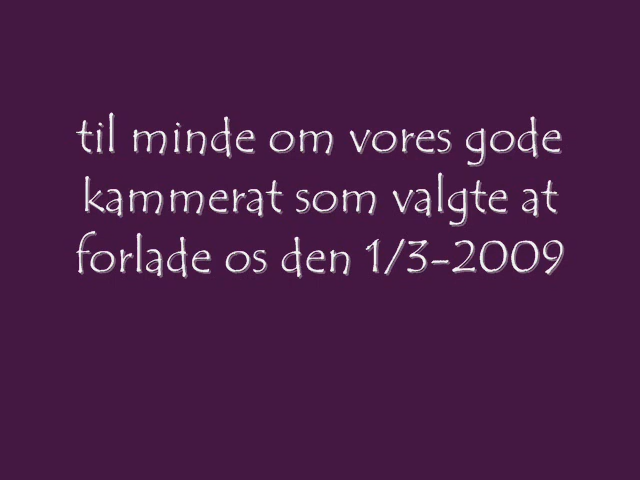 til minde om vores gode
kammerat som valgte at
forlade os den 1/3-2009